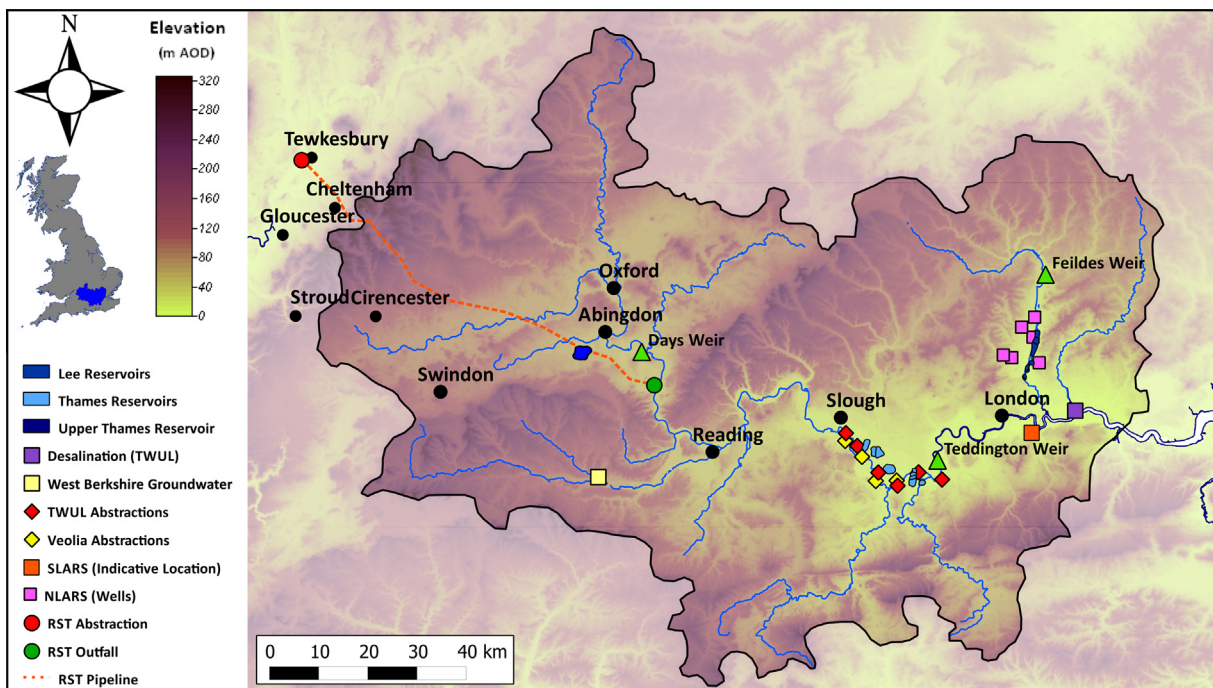 N
Elevation
(m AOD)
320
280
240
200
160
120
80
40
0
Lee Reservoirs
Thames Reservoirs
Upper Thames Reservoir
Desalination (TWUL)
West Berkshire Groundwater
TWUL Abstractions
Veolia Abstractions
SLARS (Indicative Location)
NLARS (Wells)
RST Abstraction
RST Outfall
RST Pipeline
Tewkesbury
Cheltenham
Gloucester
Stroud
Cirencester
Swindon
Oxford
Abingdon
Days Weir
Reading
Slough
London
Teddington Weir
Feildes Weir
0 10 20 30 40 km